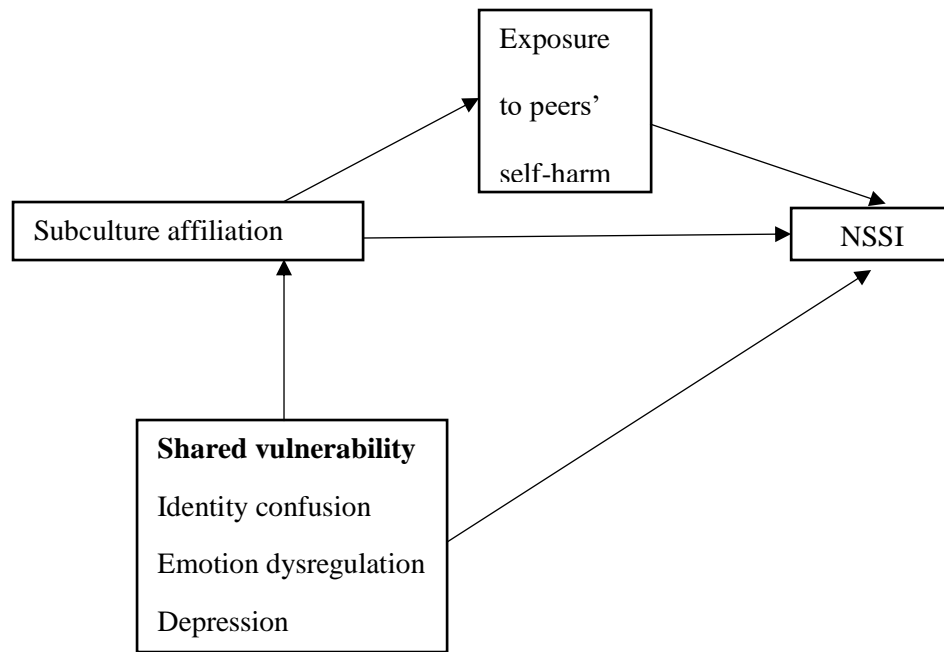 Exposure
to peers’
self-harm
Subculture affiliation
NSSI
Shared vulnerability
Identity confusion
Emotion dysregulation
Depression